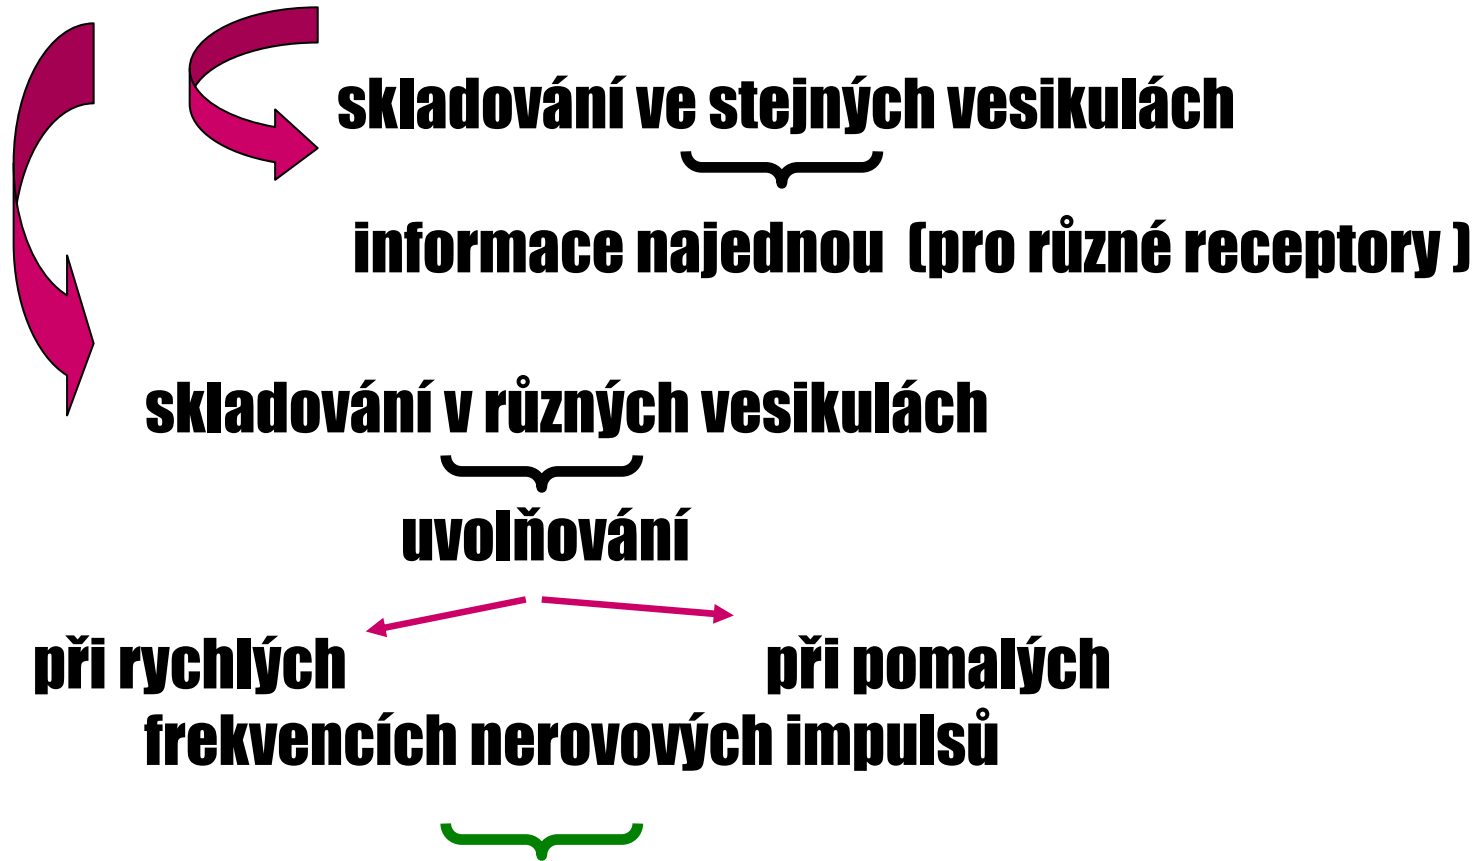 skladování ve stejných vesikulách
informace najednou (pro různé receptory )
skladování v různých vesikulách
uvolňování
při rychlých při pomalých
frekvencích nerovových impulsů